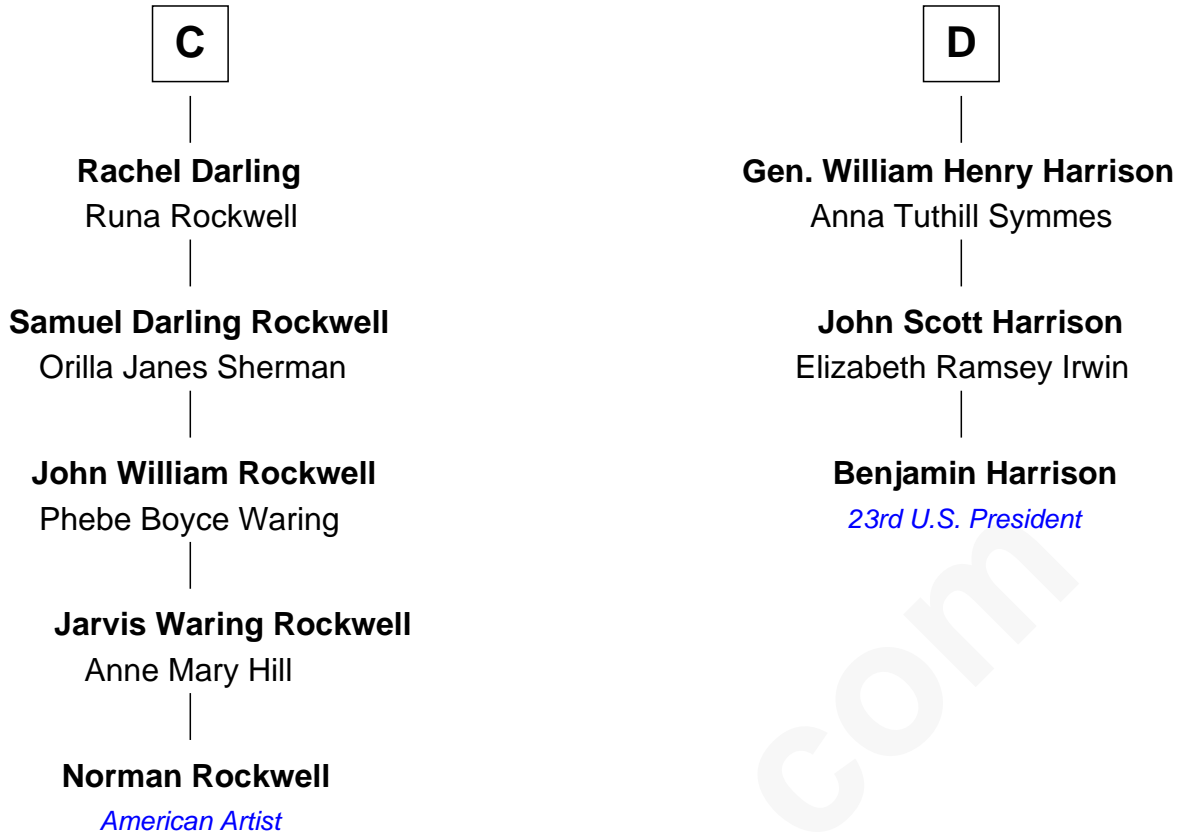 C
Rachel Darling
Runa Rockwell
Samuel Darling Rockwell
Orilla Janes Sherman
John William Rockwell
Phebe Boyce Waring
Jarvis Waring Rockwell
Anne Mary Hill
Norman Rockwell
American Artist
D
Gen. William Henry Harrison
Anna Tuthill Symmes
John Scott Harrison
Elizabeth Ramsey Irwin
Benjamin Harrison
23rd U.S. President
com